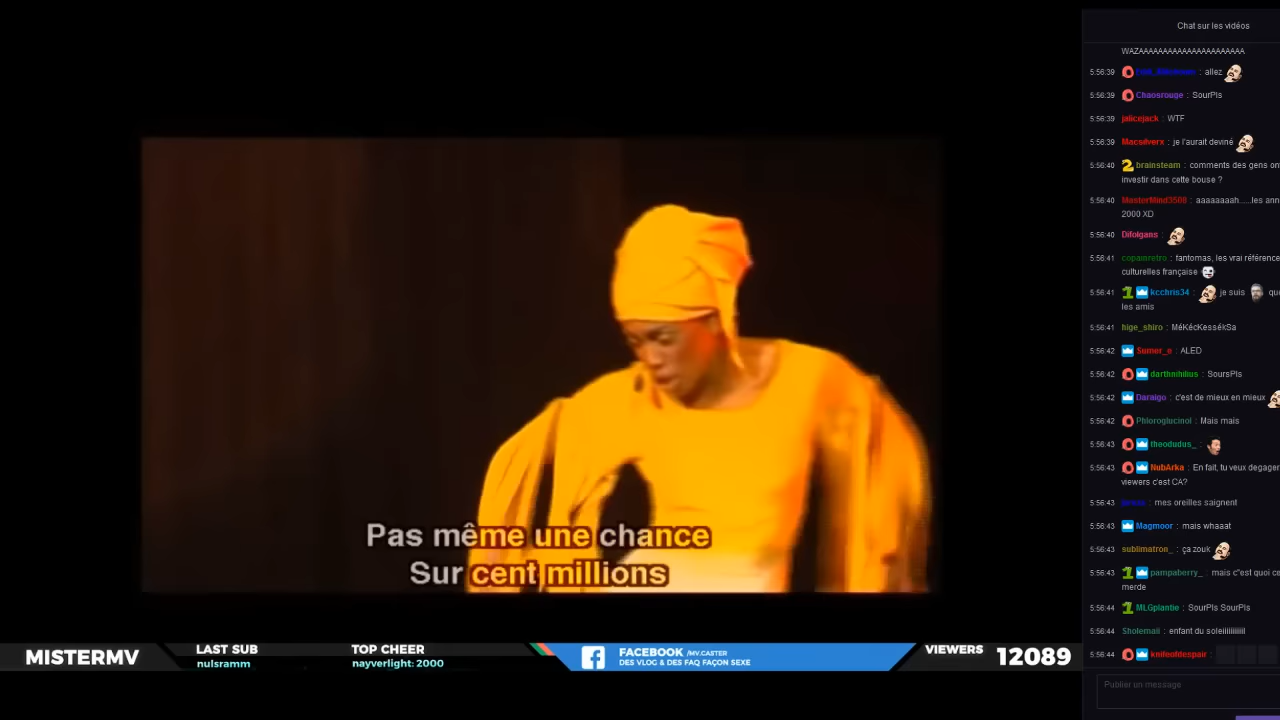 Pas même une chance
Sur cent millions
MISTERMV
LAST SUB
nulsramm
TOP CHEER
nayverlight: 2000
FACEBOOK /MV.CASTER
DES VLOG & DES FAQ FAÇON SEXE
VIEWERS
12089
Chat sur les vidéos
WAZAAAAAAAAAAAAAAAAAAAAAA
5:56:39 : allez
5:56:39 Chaosrouge : SourPls
5:56:39 jalicejack : WTF
5:56:39 Macsilverx : je l'aurait deviné
5:56:40 brainsteam : comments des gens on
investir dans cette bouse ?
5:56:40 MasterMind3508 : aaaaaaaah.....les ann
2000 XD
5:56:40 Difolgans :
5:56:41 copainretro : fantomas, les vrai référence
culturelles française
5:56:41 kcchris34 : je suis que
les amis
5:56:41 hige_shiro : MéKécKessékSa
5:56:42 Sumer_e : ALED
5:56:42 darthnihilius : SoursPls
5:56:42 Daraigo : c'est de mieux en mieux
5:56:42 Phloroglucinol : Mais mais
5:56:43 theodudus_ :
5:56:43 NubArka : En fait, tu veux degager
viewers c'est CA?
5:56:43 : mes oreilles saignent
5:56:43 Magmoor : mais whaaat
5:56:43 sublimatron_ : ça zouk
5:56:43 pampaberry_ : mais c"est quoi ce
merde
5:56:44 MLGplantie : SourPls SourPls
5:56:44 Sholemaii : enfant du soleiiiiiiiiiil
5:56:44 knifeofdespair :
Publier un message